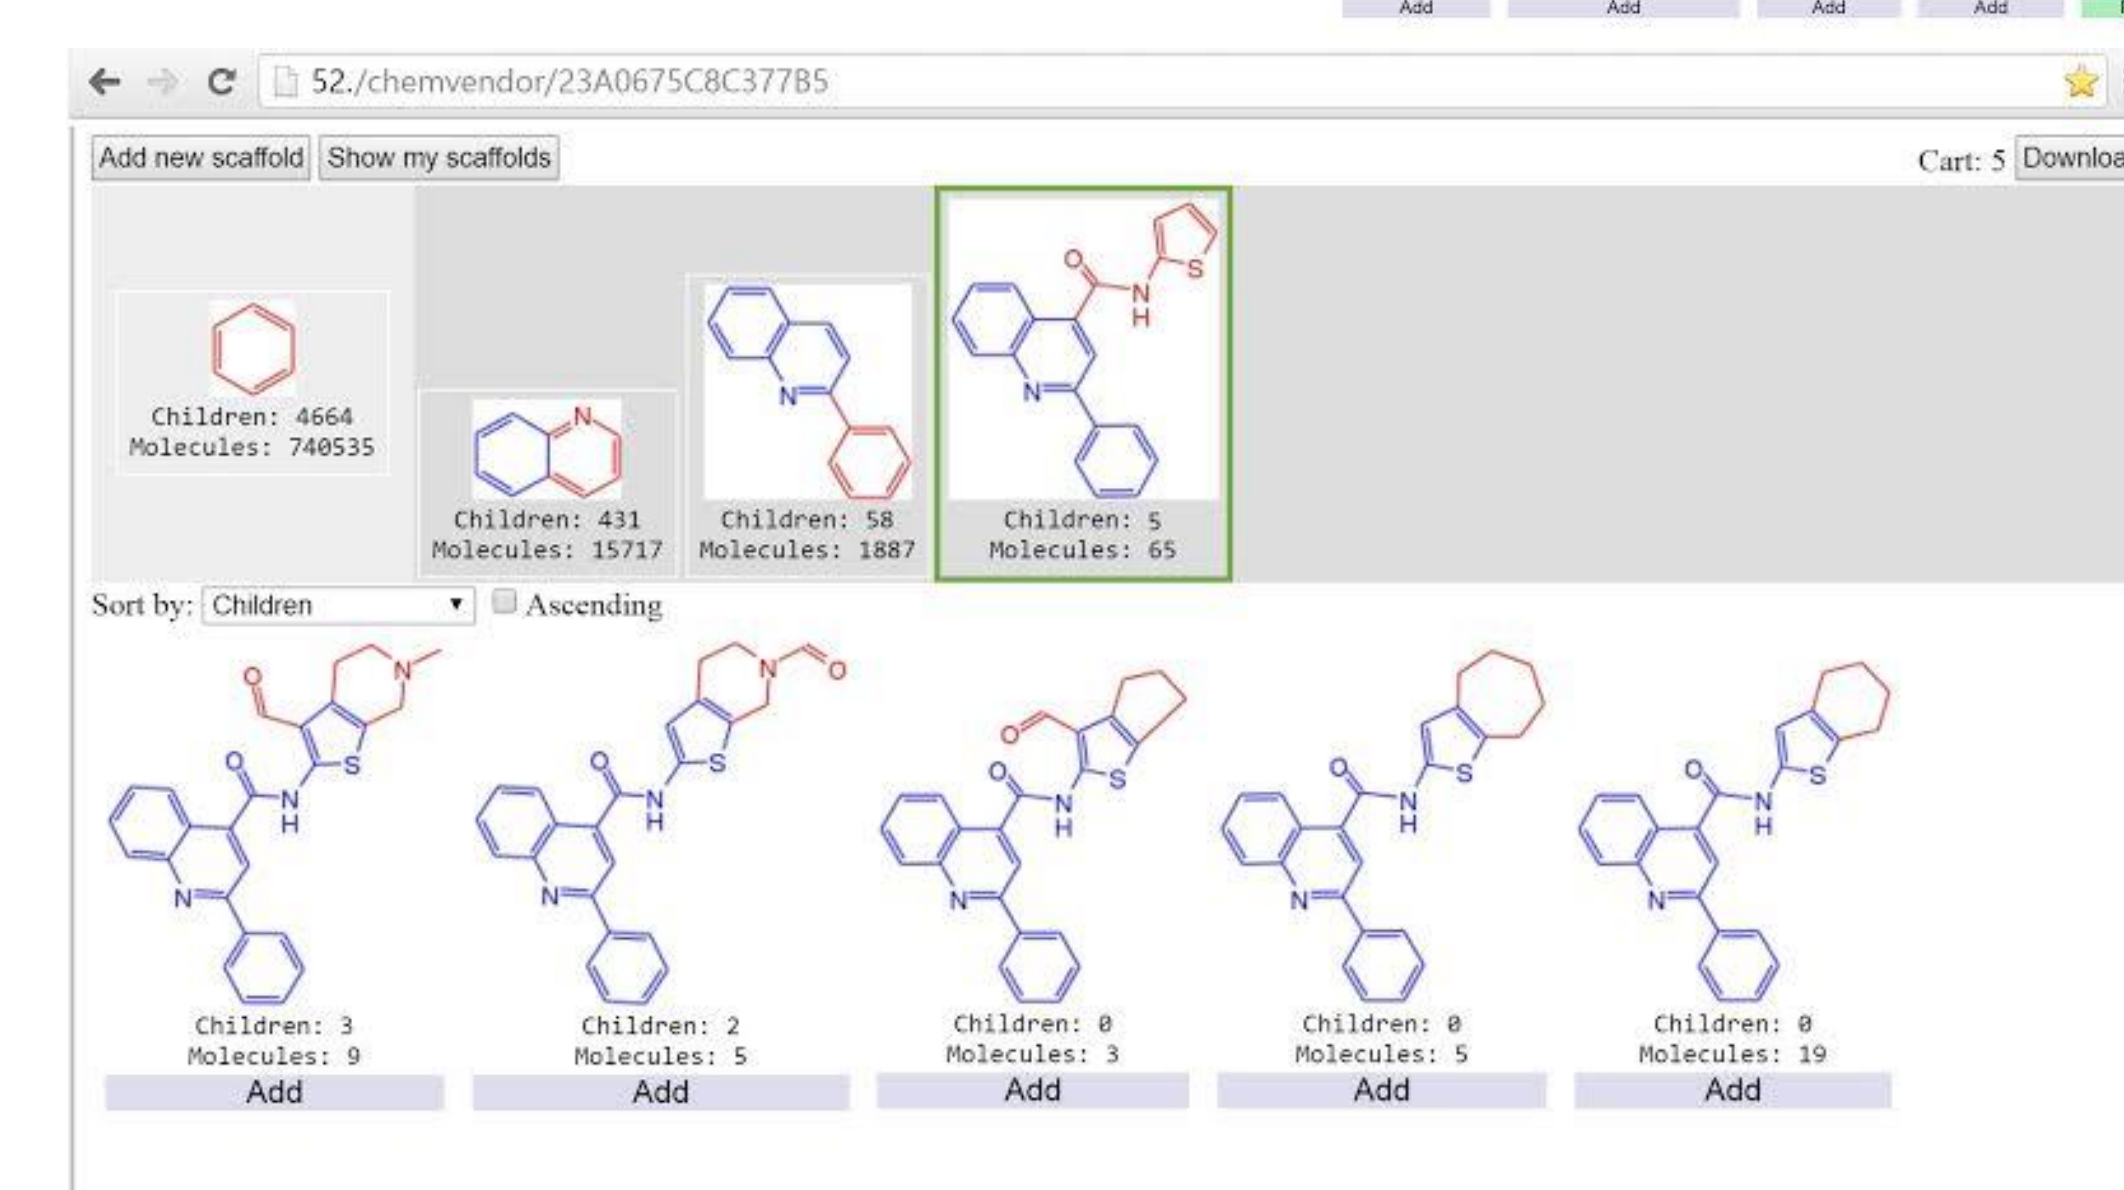 Add Add Add Add
52./chemvendor/23A0675C8C377B5
Add new scaffold Show my scaffolds Cart: 5 Downloa
N
O
N
H
S
N
N
Children: 4664
Molecules: 740535
Children: 431
Molecules: 15717
Children: 58
Molecules: 1887
Children: 5
Molecules: 65
Sort by: Children Ascending
O
N
S
O
N
H
N
N
O
S
O
N
H
N
O
S
O
N
H
N
S
O
N
H
N
S
O
N
H
N
Children: 3
Molecules: 9
Add
Children: 2
Molecules: 5
Add
Children: 0
Molecules: 3
Add
Children: 0
Molecules: 5
Add
Children: 0
Molecules: 19
Add